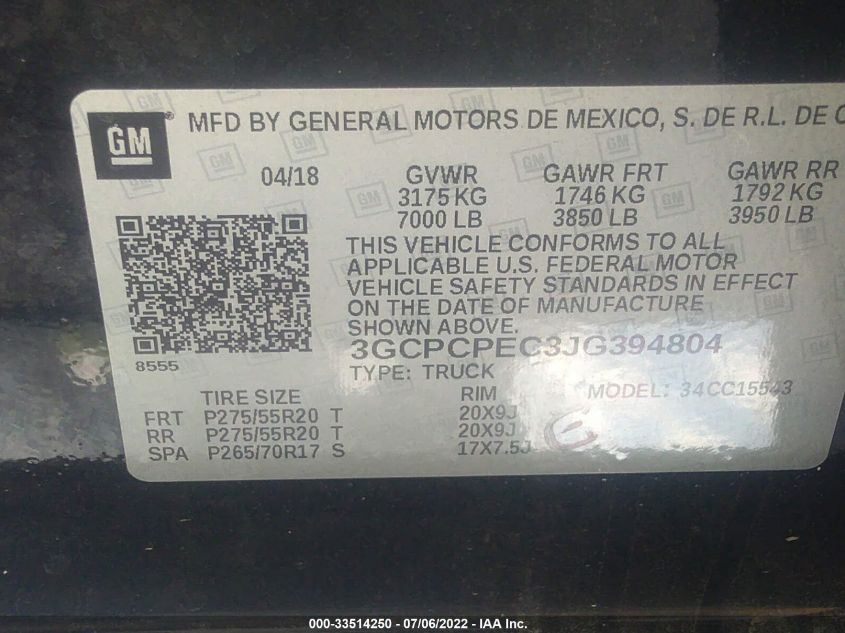 GM
MFD BY GENERAL MOTORS DE MEXICO, S. DE R.L. DE C
04/18 GVWR GAWR FRT GAWR RR
3175 KG 1746 KG 1792 KG
7000 LB 3850 LB 3950 LB
THIS VEHICLE CONFORMS TO ALL
APPLICABLE U.S. FEDERAL MOTOR
VEHICLE SAFETY STANDARDS IN EFFECT
ON THE DATE OF MANUFACTURE
SHOWN ABOVE.
3GCPCPEC3JG394804
8555 TYPE: TRUCK
TIRE SIZE RIM MODEL: 34CC15543
FRT P275/55R20 T 20X9J
RR P275/55R20 T 20X9J
SPA P265/70R17 S 17X7.5J
000-33514250 - 07/06/2022 - IAA Inc.